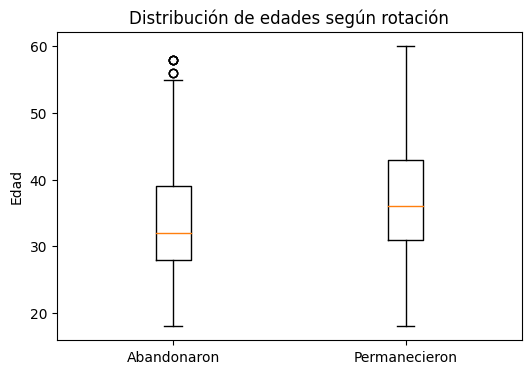 Distribución de edades según rotación
60
50
40
30
20
Edad
Abandonaron
Permanecieron